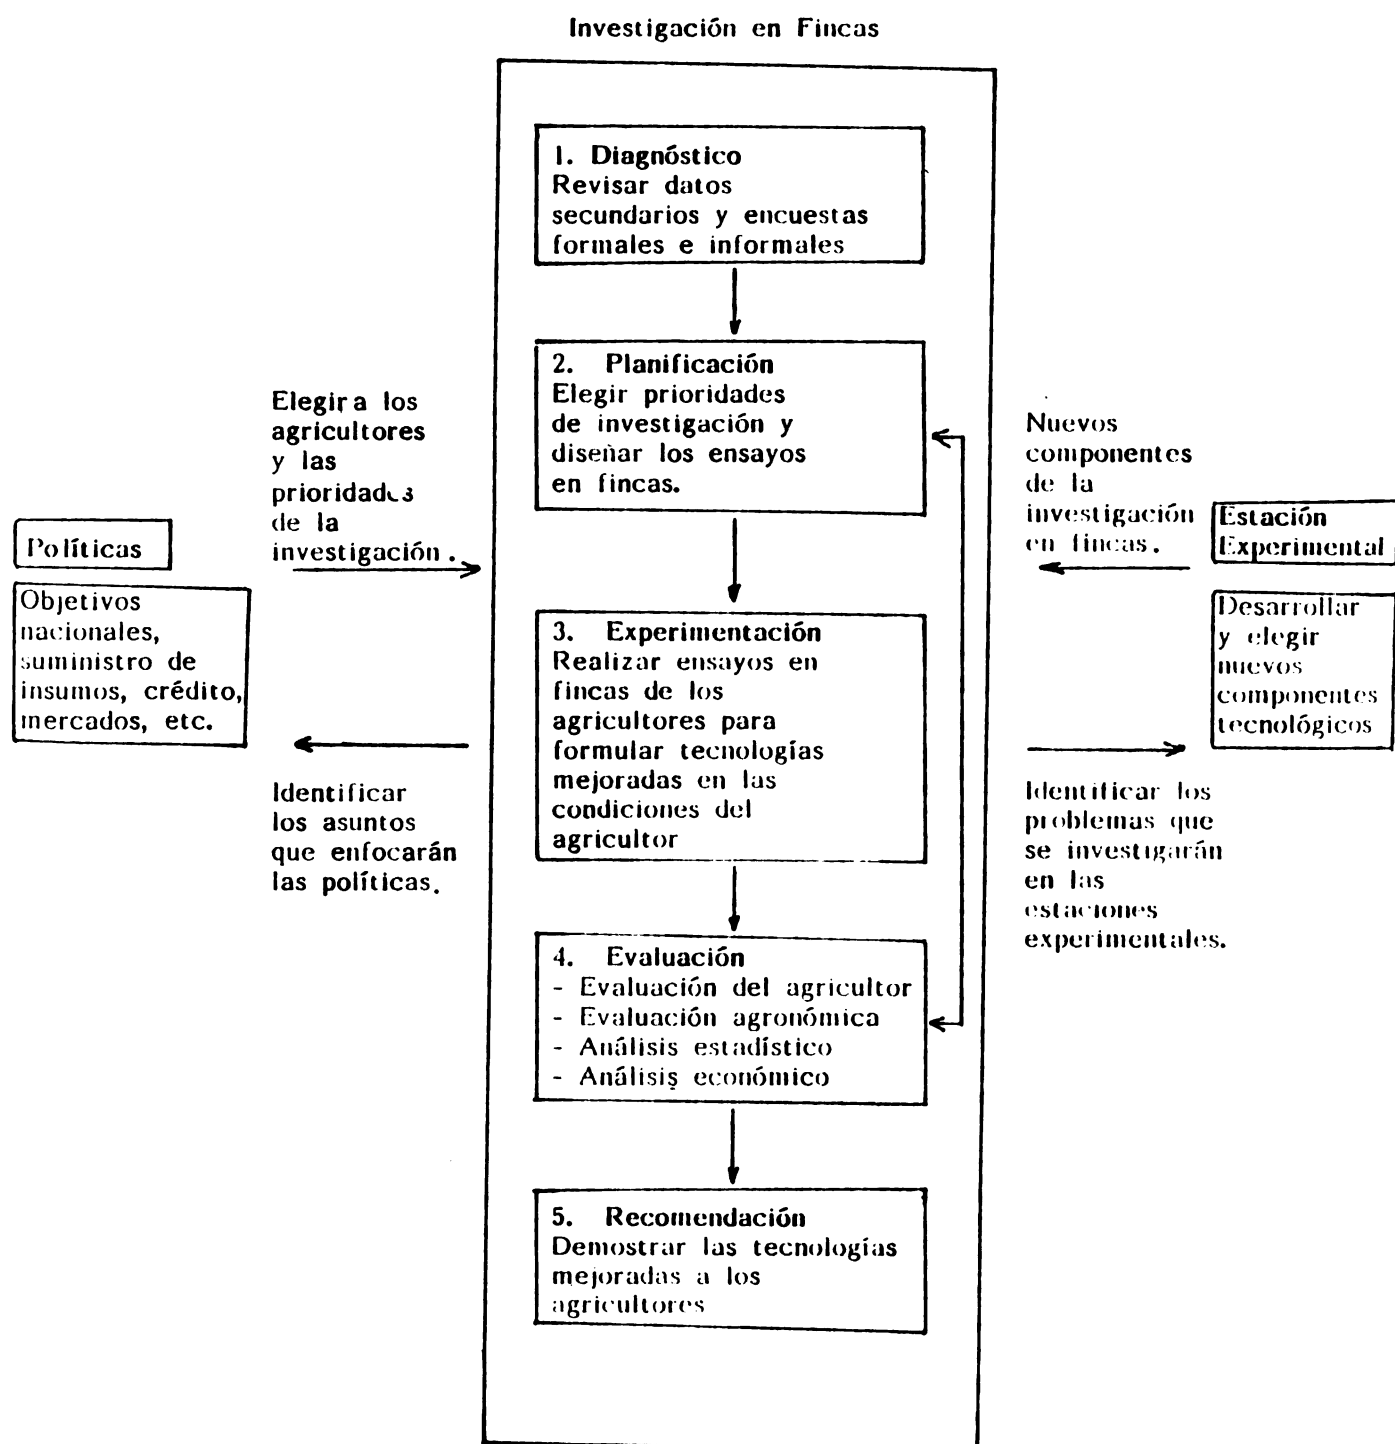 Investigación en Fincas
1. Diagnóstico
Revisar datos
secundarios y encuestas
formales e informales
2. Planificación
Elegir prioridades
de investigación y
diseñar los ensayos
en fincas.
3. Experimentación
Realizar ensayos en
fincas de los
agricultores para
formular tecnologías
mejoradas en las
condiciones del
agricultor
4. Evaluación
- Evaluación del agricultor
- Evaluación agronómica
- Análisis estadístico
- Análisis económico
5. Recomendación
Demostrar las tecnologías
mejoradas a los
agricultores
Elegir a los
agricultores
y las
prioridades
de la
investigación.
Políticas
Objetivos
nacionales,
suministro de
insumos, crédito,
mercados, etc.
Identificar
los asuntos
que enfocarán
las políticas.
Nuevos
componentes
de la
investigación
en fincas.
Estación
Experimental
Desarrollar
y elegir
nuevos
componentes
tecnológicos
Identificar los
problemas que
se investigarán
en las
estaciones
experimentales.